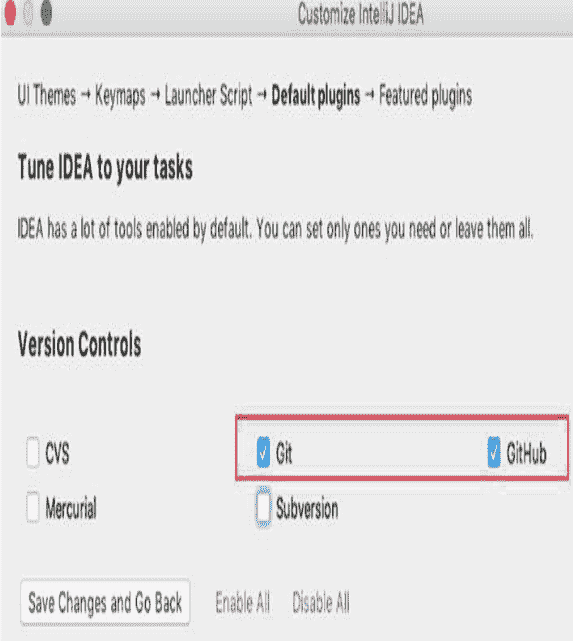 Customize IntelliJ IDEA
UI Themes → Keymaps → Launcher Script → Default plugins → Featured plugins
Tune IDEA to your tasks
IDEA has a lot of tools enabled by default. You can set only ones you need or leave them all.
Version Controls
CVS Git GitHub
Mercurial Subversion
Save Changes and Go Back Enable All Disable All